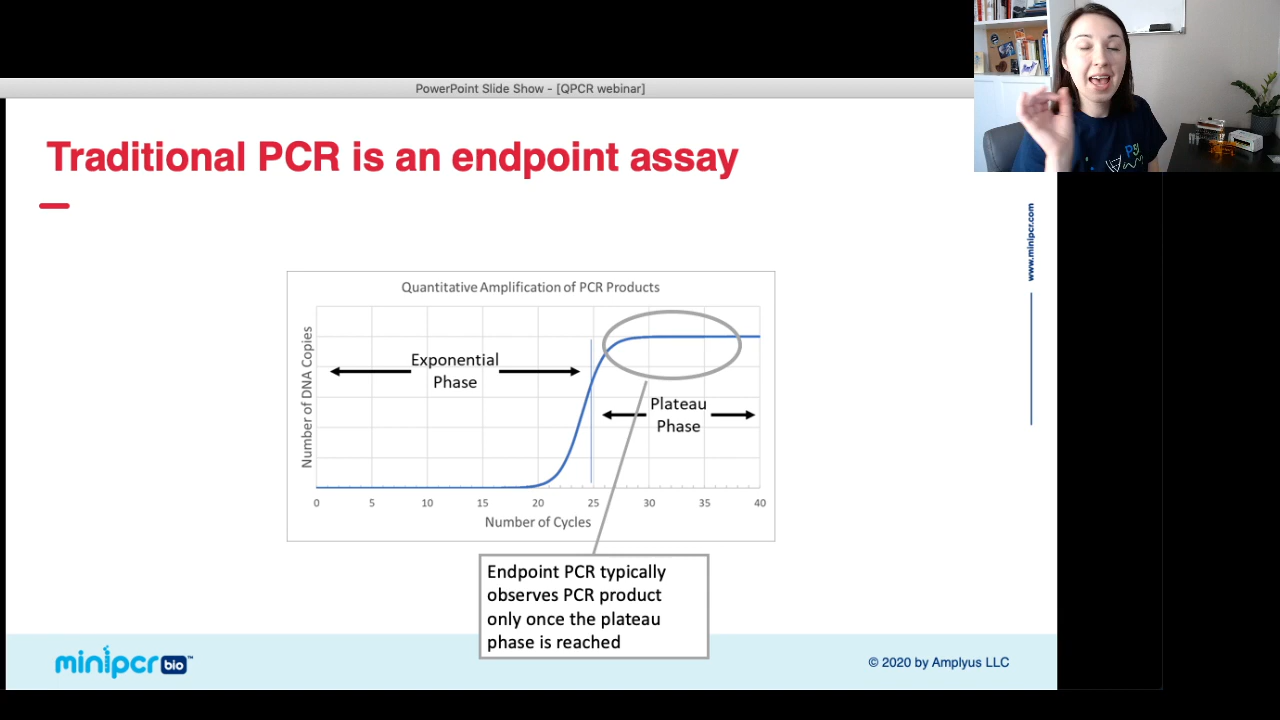 PowerPoint Slide Show - [QPCR webinar]
Traditional PCR is an endpoint assay
www.minipcr.com
Quantitative Amplification of PCR Products
Number of DNA Copies
Exponential
Phase
Plateau
Phase
0 5 10 15 20 25 30 35 40
Number of Cycles
Endpoint PCR typically
observes PCR product
only once the plateau
phase is reached
minipcr bio™
© 2020 by Amplyus LLC